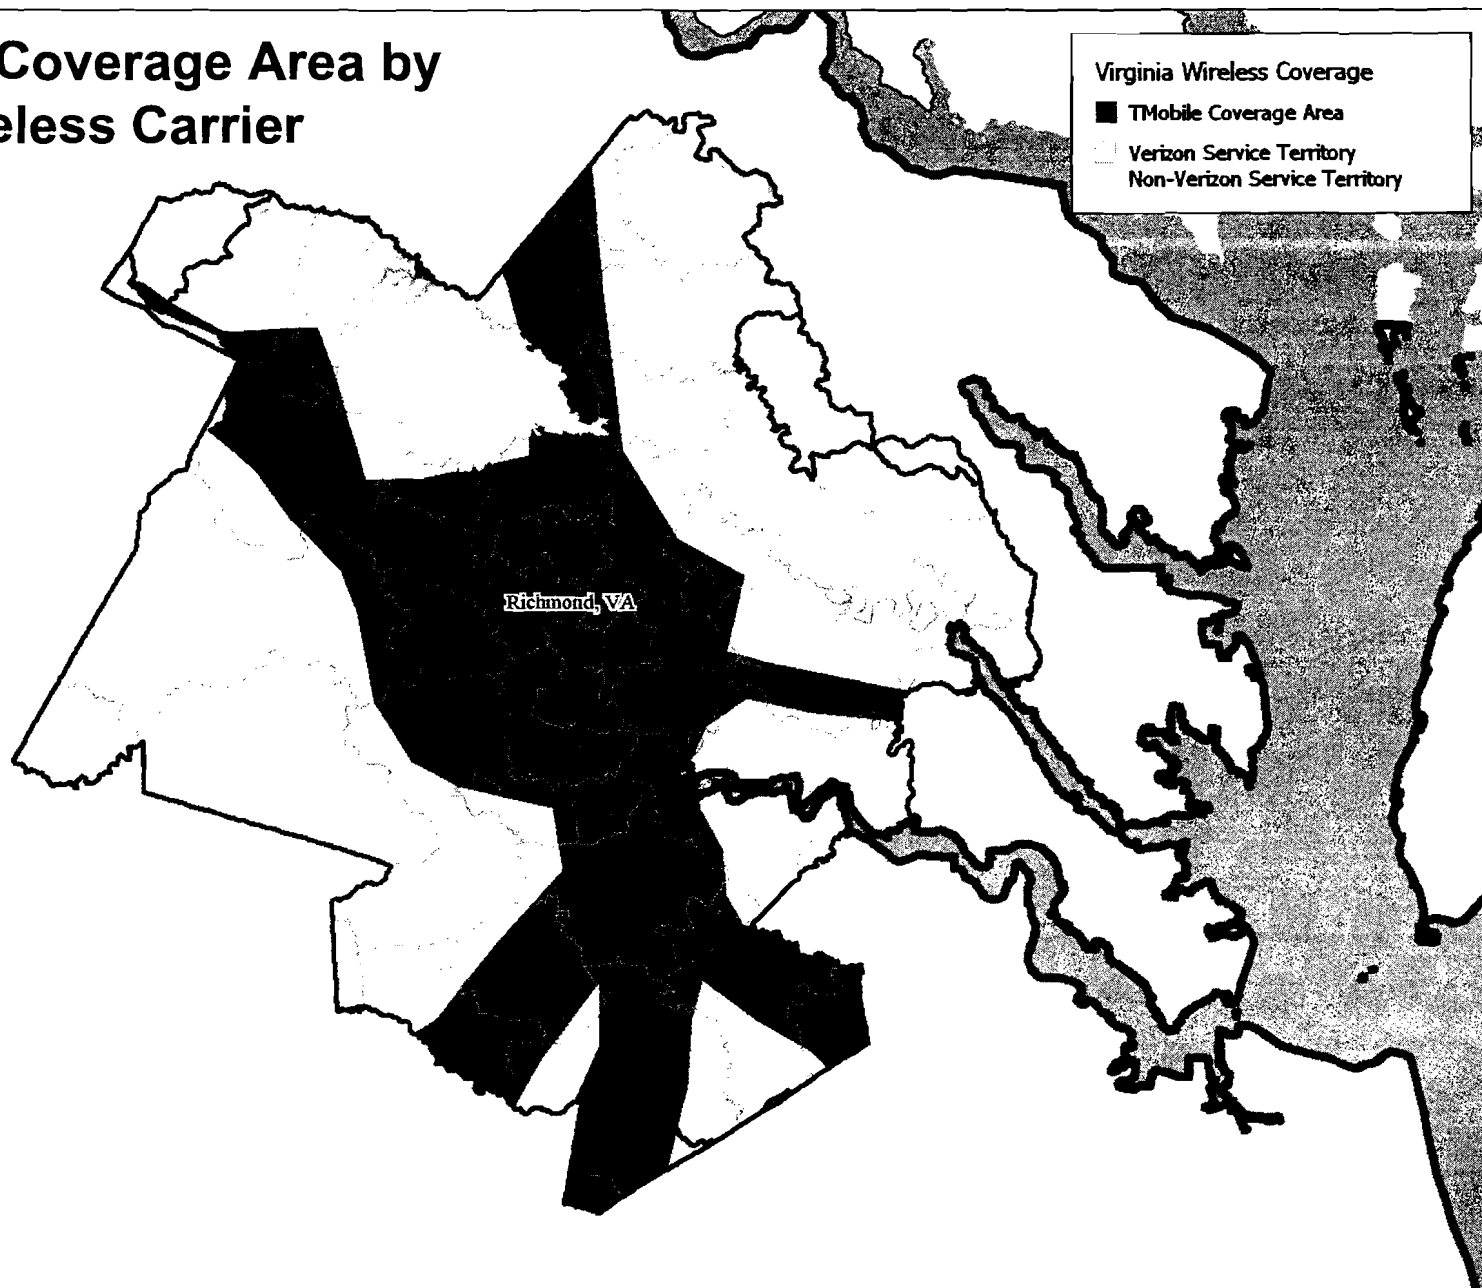 Coverage Area by
eless Carrier
Virginia Wireless Coverage
TMobile Coverage Area
Verizon Service Territory
Non-Verizon Service Territory
Richmond, VA